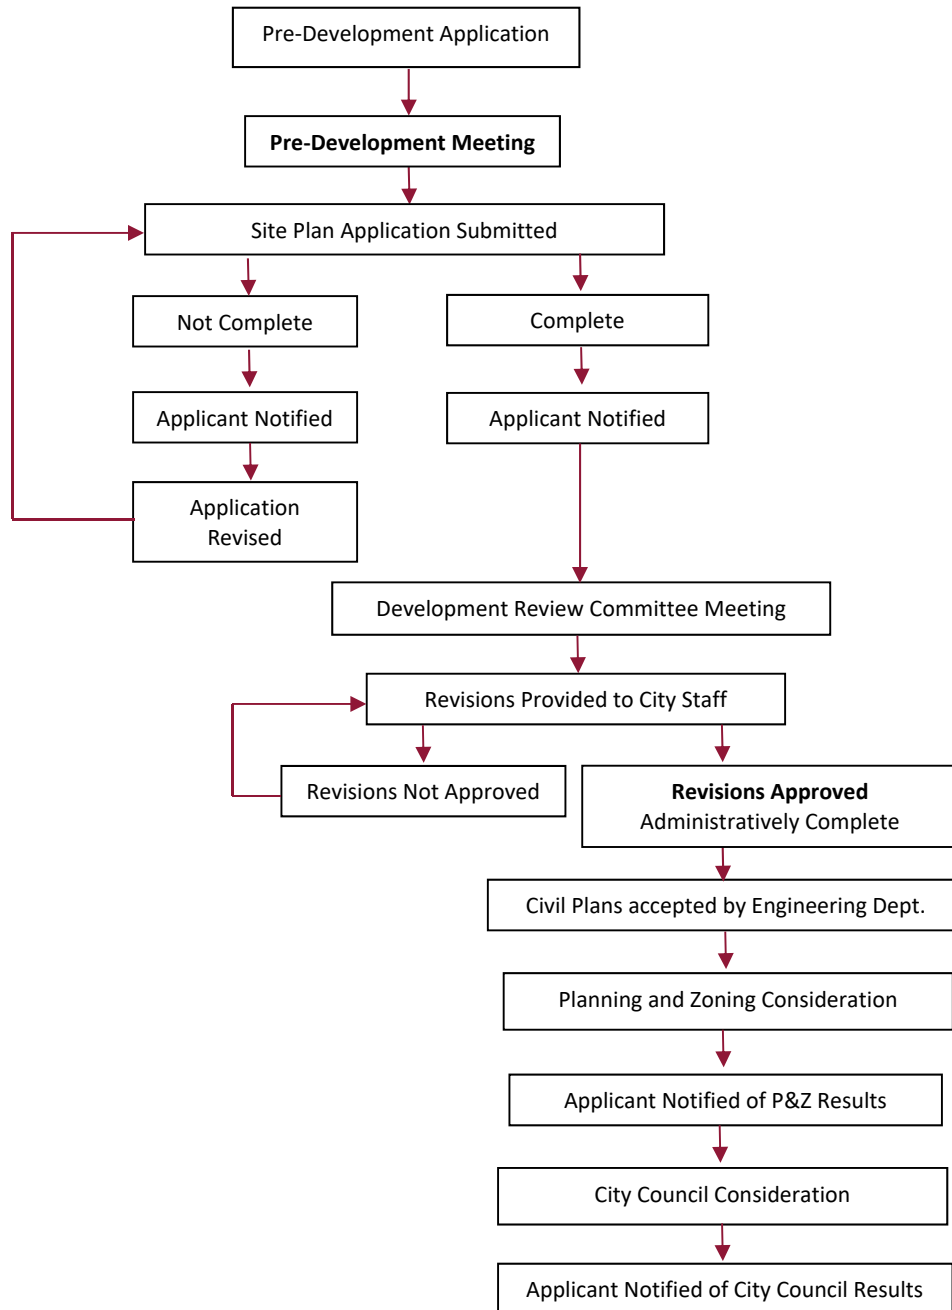 Pre-Development Application
Pre-Development Meeting
Site Plan Application Submitted
Not Complete
Complete
Applicant Notified
Applicant Notified
Application
Revised
Development Review Committee Meeting
Revisions Provided to City Staff
Revisions Not Approved
Revisions Approved
Administratively Complete
Civil Plans accepted by Engineering Dept.
Planning and Zoning Consideration
Applicant Notified of P&Z Results
City Council Consideration
Applicant Notified of City Council Results